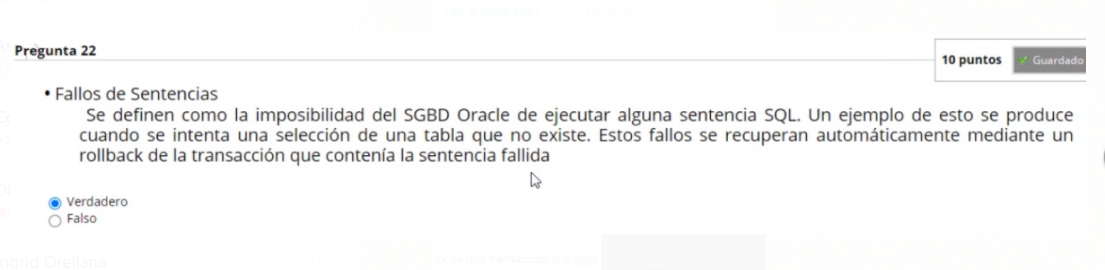 Pregunta 22
10 puntos
Guardado
• Fallos de Sentencias
Se definen como la imposibilidad del SGBD Oracle de ejecutar alguna sentencia SQL. Un ejemplo de esto se produce
cuando se intenta una selección de una tabla que no existe. Estos fallos se recuperan automáticamente mediante un
rollback de la transacción que contenía la sentencia fallida
Verdadero
Falso
ngrid Orellana